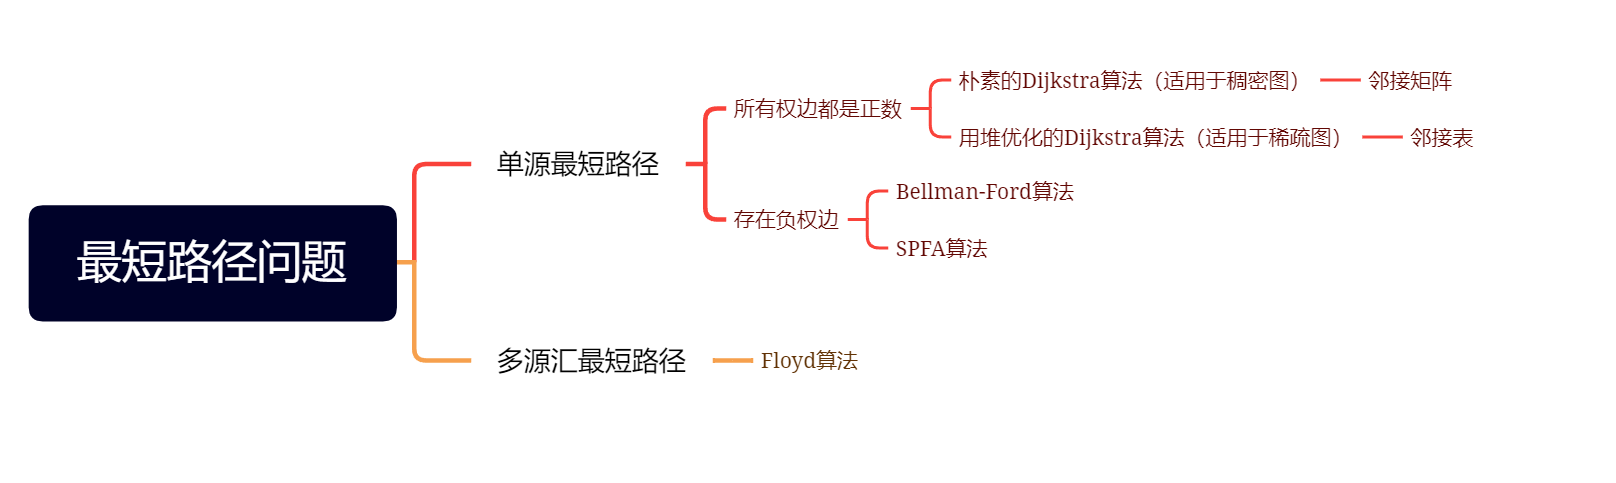 最短路径问题
单源最短路径
所有权边都是正数
朴素的Dijkstra算法（适用于稠密图）
邻接矩阵
用堆优化的Dijkstra算法（适用于稀疏图）
邻接表
存在负权边
Bellman-Ford算法
SPFA算法
多源汇最短路径
Floyd算法